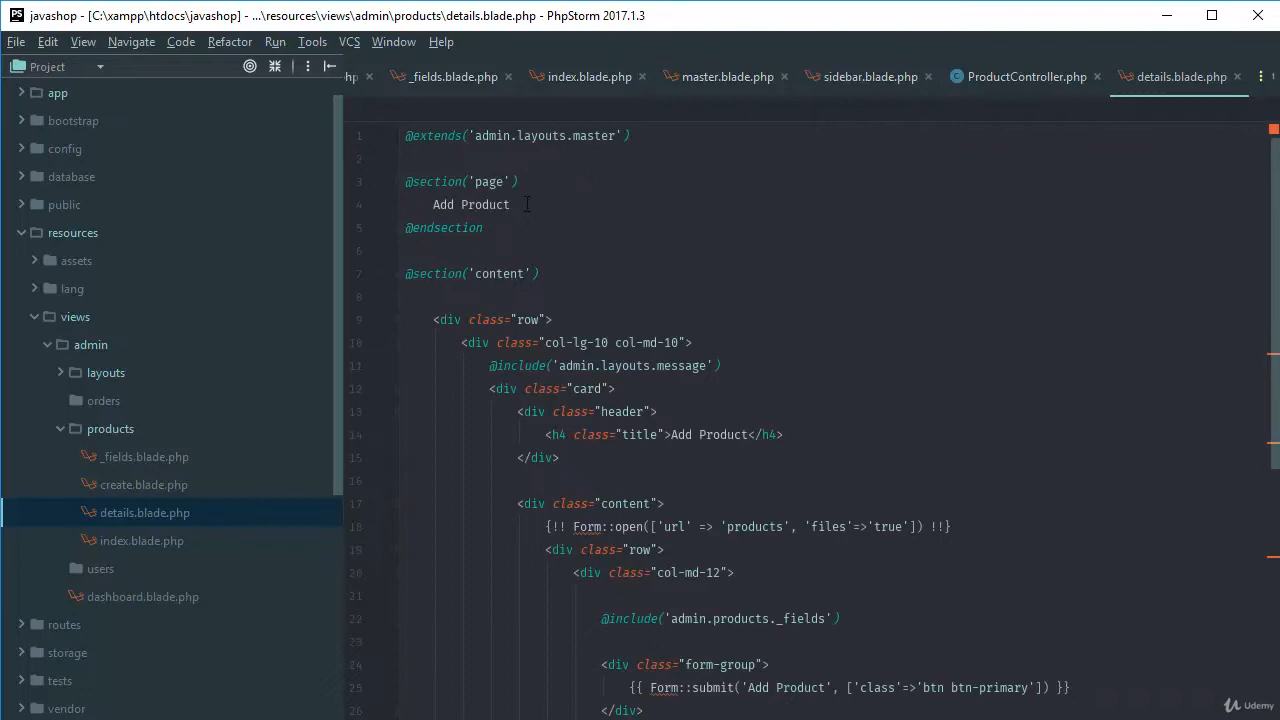 javashop - [C:\xampp\htdocs\javashop] - ...\resources\views\admin\products\details.blade.php - PhpStorm 2017.1.3
File Edit View Navigate Code Refactor Run Tools VCS Window Help
Project
hp _fields.blade.php index.blade.php master.blade.php sidebar.blade.php ProductController.php details.blade.php
app
bootstrap
config
database
public
resources
assets
lang
views
admin
layouts
orders
products
_fields.blade.php
create.blade.php
details.blade.php
index.blade.php
users
dashboard.blade.php
routes
storage
tests
vendor
1 @extends('admin.layouts.master')
2
3 @section('page')
4 Add Product
5 @endsection
6
7 @section('content')
8
9 <div class="row">
10 <div class="col-lg-10 col-md-10">
11 @include('admin.layouts.message')
12 <div class="card">
13 <div class="header">
14 <h4 class="title">Add Product</h4>
15 </div>
16
17 <div class="content">
18 {!! Form::open(['url' => 'products', 'files'=>'true']) !!}
19 <div class="row">
20 <div class="col-md-12">
21
22 @include('admin.products._fields')
23
24 <div class="form-group">
25 {{ Form::submit('Add Product', ['class'=>'btn btn-primary']) }}
26 </div>
Udemy